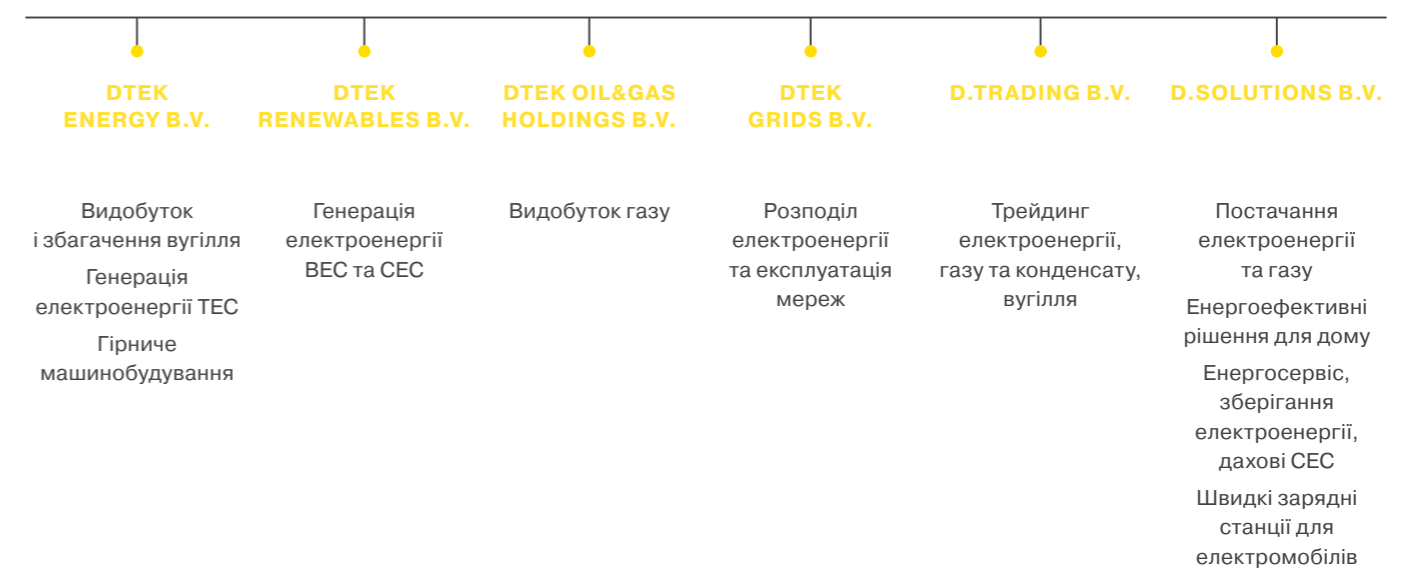 DTEK
ENERGY B.V.
Видобуток
і збагачення вугілля
Генерація
електроенергії ТЕС
Гірниче
машинобудування
DTEK
RENEWABLES B.V.
Генерація
електроенергії
ВЕС та СЕС
DTEK OIL&GAS
HOLDINGS B.V.
Видобуток газу
DTEK
GRIDS B.V.
Розподіл
електроенергії
та експлуатація
мереж
D.TRADING B.V.
Трейдинг
електроенергії,
газу та конденсату,
вугілля
D.SOLUTIONS B.V.
Постачання
електроенергії
та газу
Енергоефективні
рішення для дому
Енергосервіс,
зберігання
електроенергії,
дахові СЕС
Швидкі зарядні
станції для
електромобілів